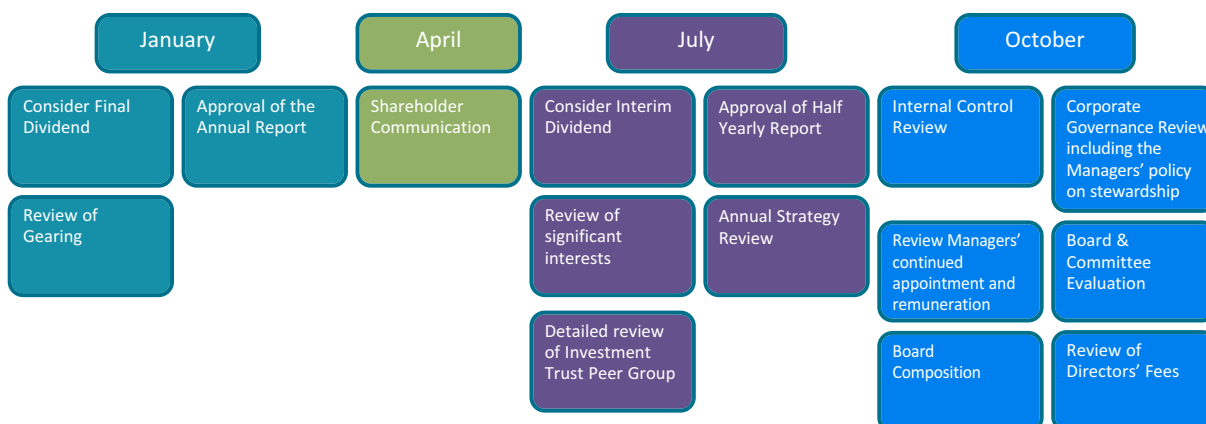 January
Consider Final
Dividend
Approval of the
Annual Report
Review of
Gearing
April
Shareholder
Communication
July
Consider Interim
Dividend
Approval of Half
Yearly Report
Review of
significant
interests
Annual Strategy
Review
Detailed review
of Investment
Trust Peer Group
October
Internal Control
Review
Corporate
Governance Review
including the
Managers’ policy
on stewardship
Review Managers’
continued
appointment and
remuneration
Board &
Committee
Evaluation
Board
Composition
Review of
Directors’ Fees